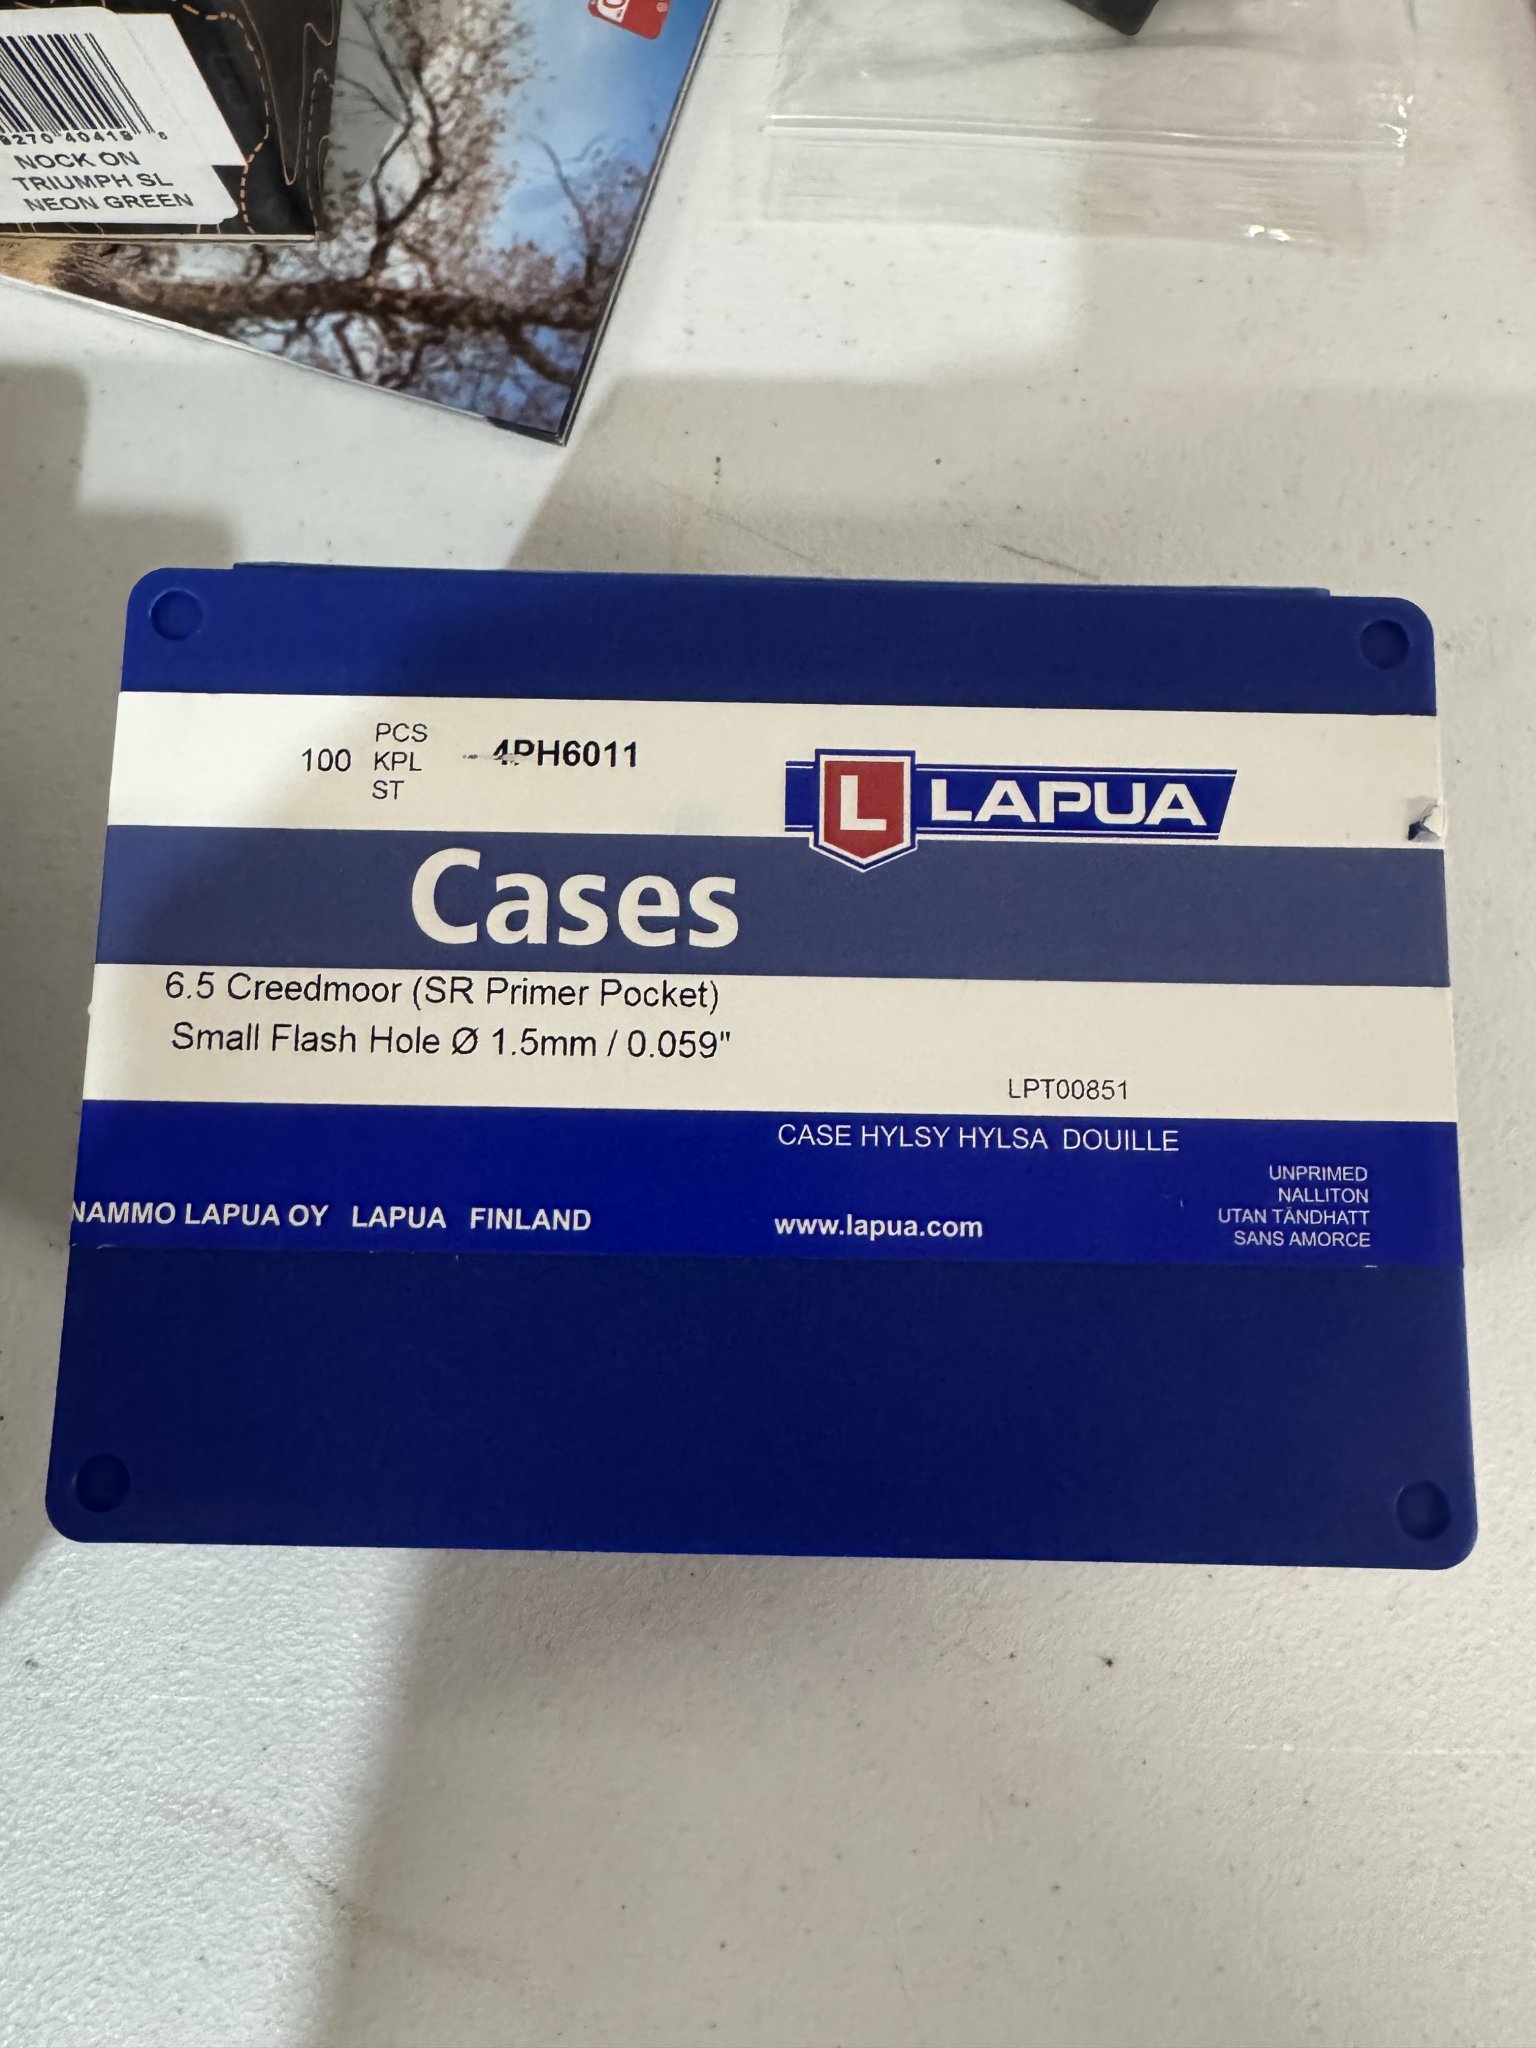 40419 6
NOCK ON
TRIUMPH SL
NEON GREEN
100
PCS
KPL
ST
4PH6011
L LAPUA
Cases
6.5 Creedmoor (SR Primer Pocket)
Small Flash Hole Ø 1.5mm / 0.059"
LPT00851
CASE HYLSY HYLSA DOUILLE
UNPRIMED
NALLITON
UTAN TÄNDHATT
SANS AMORCE
NAMMO LAPUA OY LAPUA FINLAND
www.lapua.com